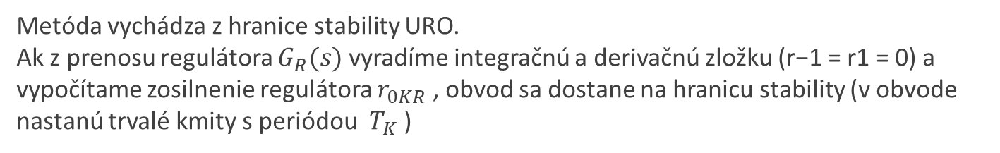 Metóda vychádza z hranice stability URO.
Ak z prenosu regulátora $G_R(s)$ vyradíme integračnú a derivačnú zložku (r−1 = r1 = 0) a
vypočítame zosilnenie regulátora $r_{0KR}$ , obvod sa dostane na hranicu stability (v obvode
nastanú trvalé kmity s periódou $T_K$ )